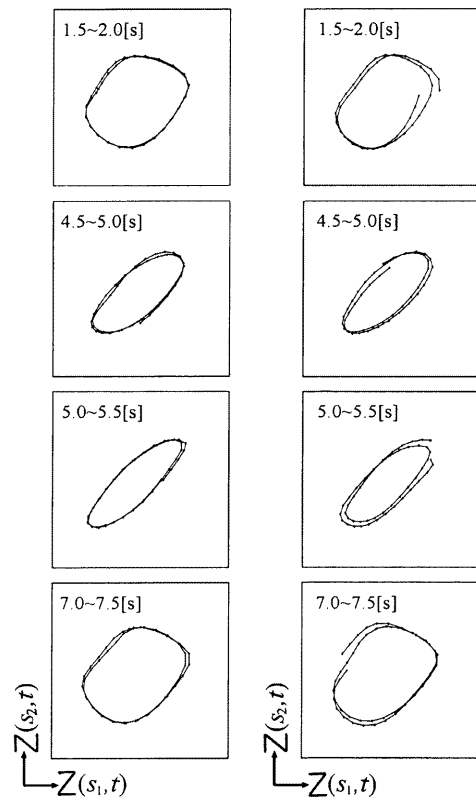 1.5~2.0[s]
1.5~2.0[s]
4.5~5.0[s]
4.5~5.0[s]
5.0~5.5[s]
5.0~5.5[s]
7.0~7.5[s]
7.0~7.5[s]
Z(s₂,t)
Z(s₁,t)
Z(s₂,t)
Z(s₁,t)